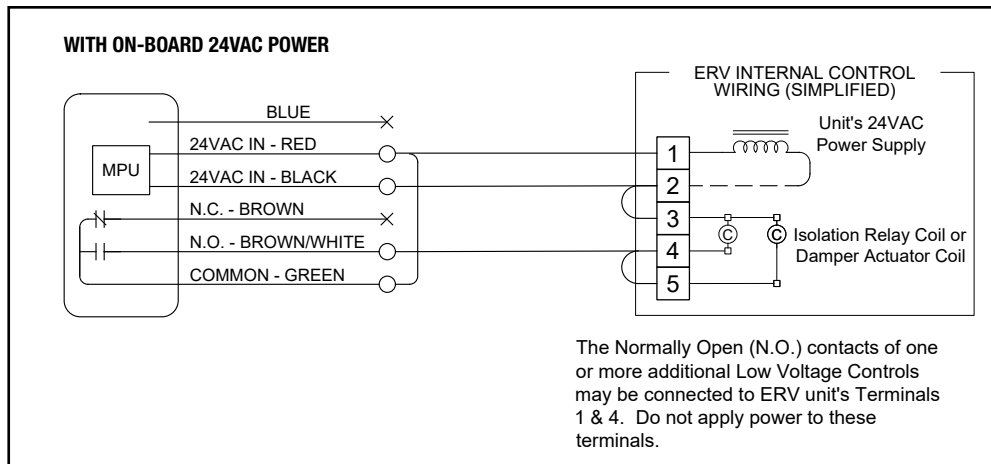 WITH ON-BOARD 24VAC POWER
ERV INTERNAL CONTROL
WIRING (SIMPLIFIED)
BLUE
24VAC IN - RED
MPU
24VAC IN - BLACK
N.C. - BROWN
N.O. - BROWN/WHITE
COMMON - GREEN
1
2
3
4
5
Unit's 24VAC
Power Supply
C
C
Isolation Relay Coil or
Damper Actuator Coil
The Normally Open (N.O.) contacts of one
or more additional Low Voltage Controls
may be connected to ERV unit's Terminals
1 & 4.  Do not apply power to these
terminals.